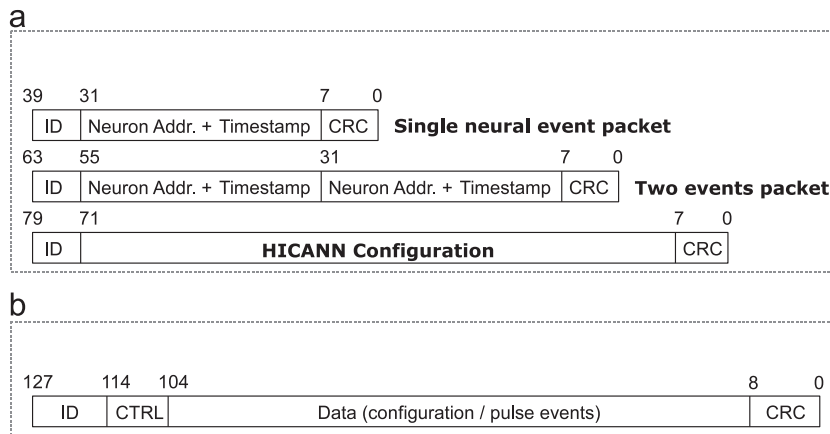 a
39 31 7 0
ID Neuron Addr. + Timestamp CRC Single neural event packet
63 55 31 7 0
ID Neuron Addr. + Timestamp Neuron Addr. + Timestamp CRC Two events packet
79 71 7 0
ID HICANN Configuration CRC
b
127 114 104 8 0
ID CTRL Data (configuration / pulse events) CRC